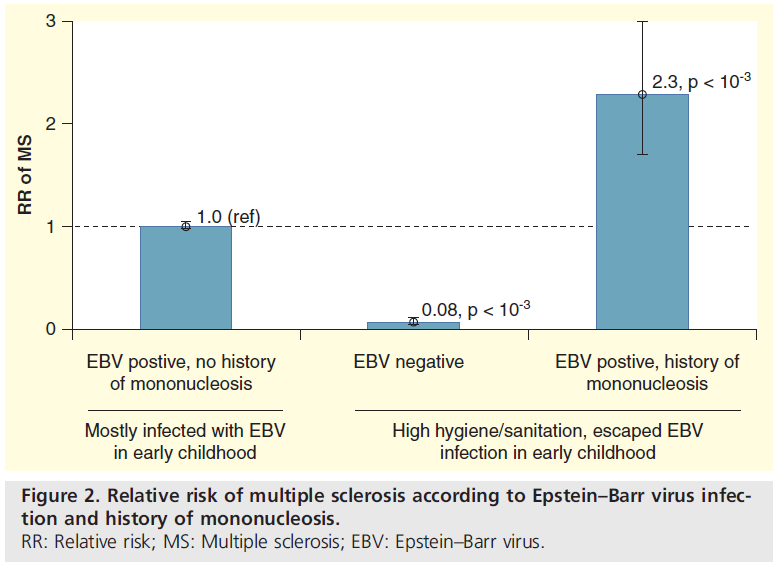 3
2
1
0
RR of MS
1.0 (ref)
0.08, p < 10-3
2.3, p < 10-3
EBV postive, no history
of mononucleosis
EBV negative
EBV postive, history of
mononucleosis
Mostly infected with EBV
in early childhood
High hygiene/sanitation, escaped EBV
infection in early childhood
Figure 2. Relative risk of multiple sclerosis according to Epstein–Barr virus infec-
tion and history of mononucleosis.
RR: Relative risk; MS: Multiple sclerosis; EBV: Epstein–Barr virus.